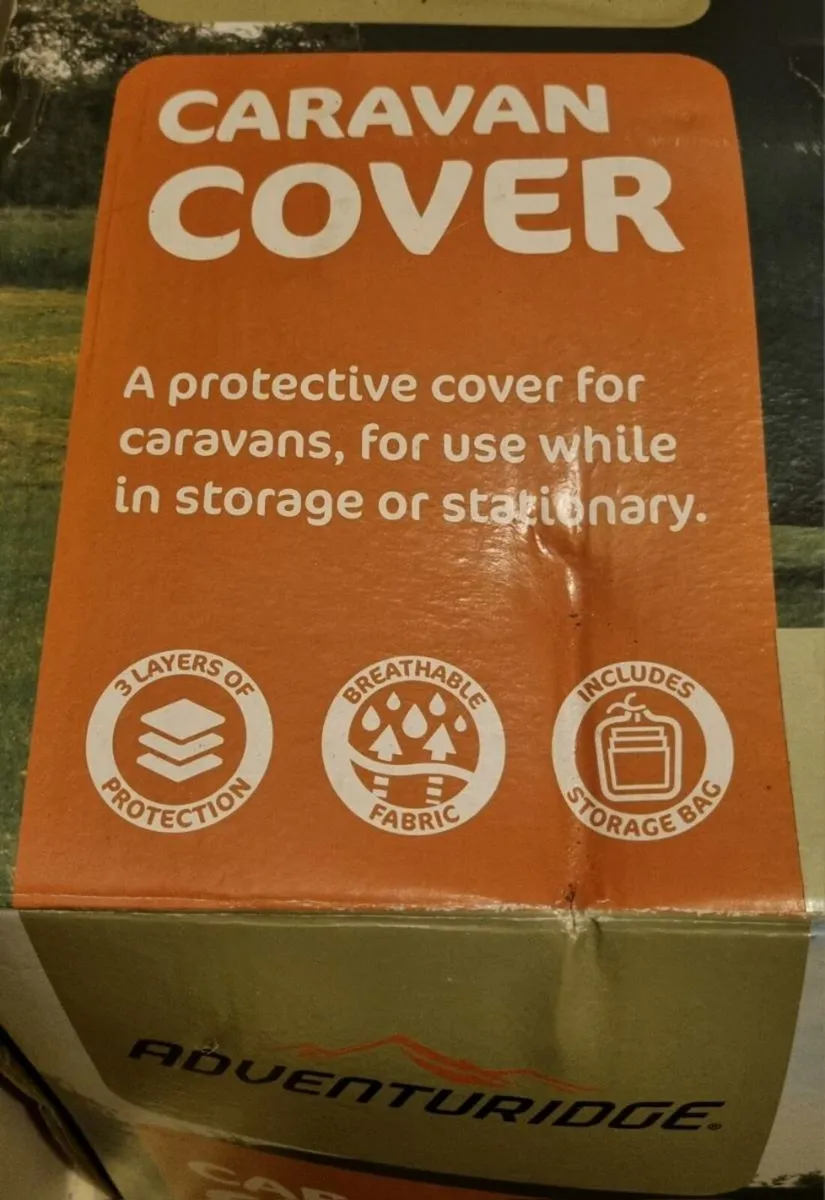 CARAVAN
COVER
A protective cover for
caravans, for use while
in storage or stationary.
3 LAYERS OF
PROTECTION
BREATHABLE
FABRIC
INCLUDES
STORAGE BAG
ADVENTURIDGE®